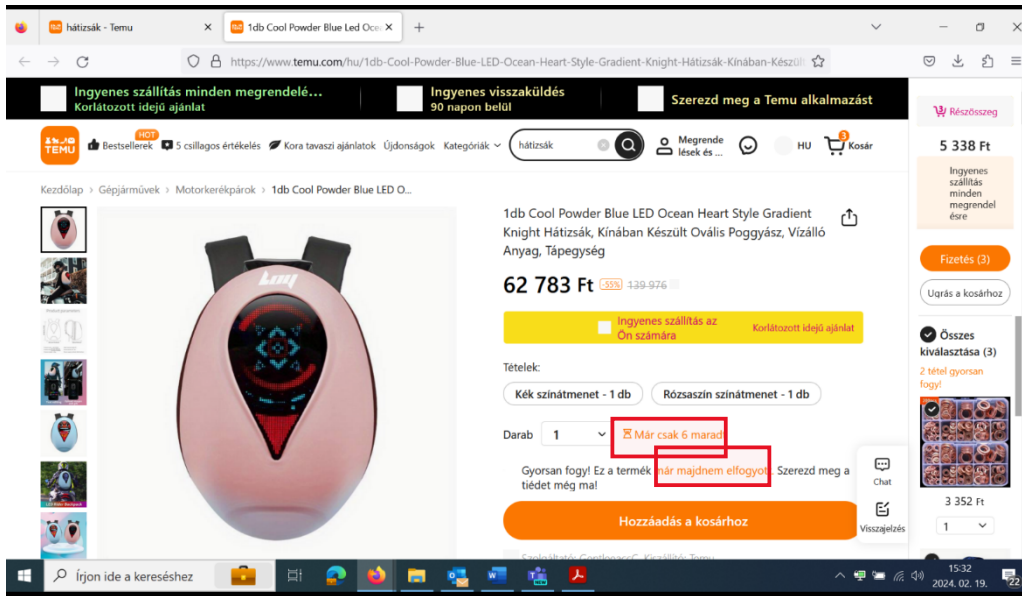 hátizsák - Temu
1db Cool Powder Blue Led Oce
https://www.temu.com/hu/1db-Cool-Powder-Blue-LED-Ocean-Heart-Style-Gradient-Knight-Hátizsák-Kínában-Készül
Ingyenes szállítás minden megrendelé...
Korlátozott idejű ajánlat
Ingyenes visszaküldés
90 napon belül
Szerezd meg a Temu alkalmazást
TEMU
Bestsellerek
HOT
5 csillagos értékelés
Kora tavaszi ajánlatok
Újdonságok
Kategóriák
hátizsák
Megrende
lések és ...
HU
3
Kosár
Kezdőlap > Gépjárművek > Motorkerékpárok > 1db Cool Powder Blue LED O...
1db Cool Powder Blue LED Ocean Heart Style Gradient
Knight Hátizsák, Kínában Készült Ovális Poggyász, Vízálló
Anyag, Tápegység
62 783 Ft -55% 139 976
Ingyenes szállítás az
Ön számára
Korlátozott idejű ajánlat
Tételek:
Kék színátmenet - 1 db
Rózsaszín színátmenet - 1 db
Darab 1
Már csak 6 maradt
Gyorsan fogy! Ez a termék már majdnem elfogyott. Szerezd meg a
tiédet még ma!
Hozzáadás a kosárhoz
Chat
Visszajelzés
Részösszeg
5 338 Ft
Ingyenes
szállítás
minden
megrendel
ésre
Fizetés (3)
Ugrás a kosárhoz
Összes
kiválasztása (3)
2 tétel gyorsan
fogy!
3 352 Ft
1
Írjon ide a kereséshez
15:32
2024. 02. 19.
22